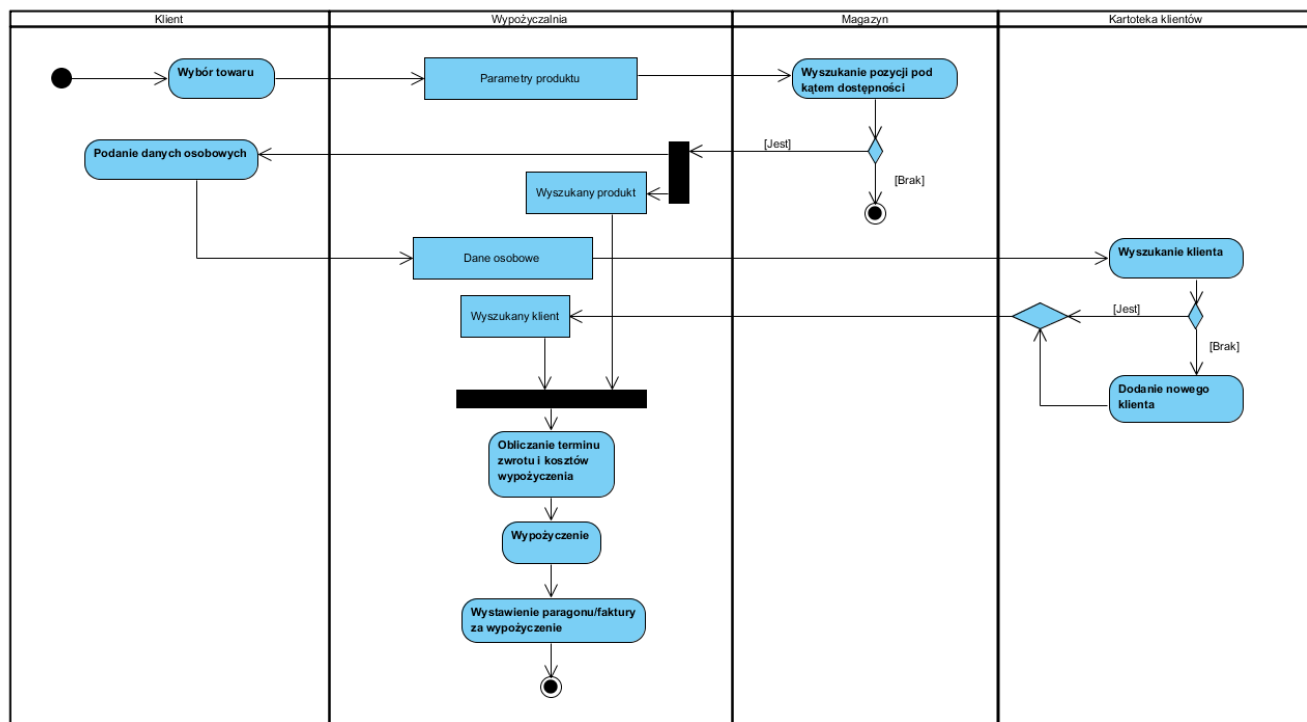 Klient
Wypożyczalnia
Magazyn
Kartoteka klientów
Wybór towaru
Parametry produktu
Wyszukanie pozycji pod
kątem dostępności
Podanie danych osobowych
[Jest]
[Brak]
Wyszukany produkt
Dane osobowe
Wyszukanie klienta
Wyszukany klient
[Jest]
[Brak]
Dodanie nowego
klienta
Obliczanie terminu
zwrotu i kosztów
wypożyczenia
Wypożyczenie
Wystawienie paragonu/faktury
za wypożyczenie